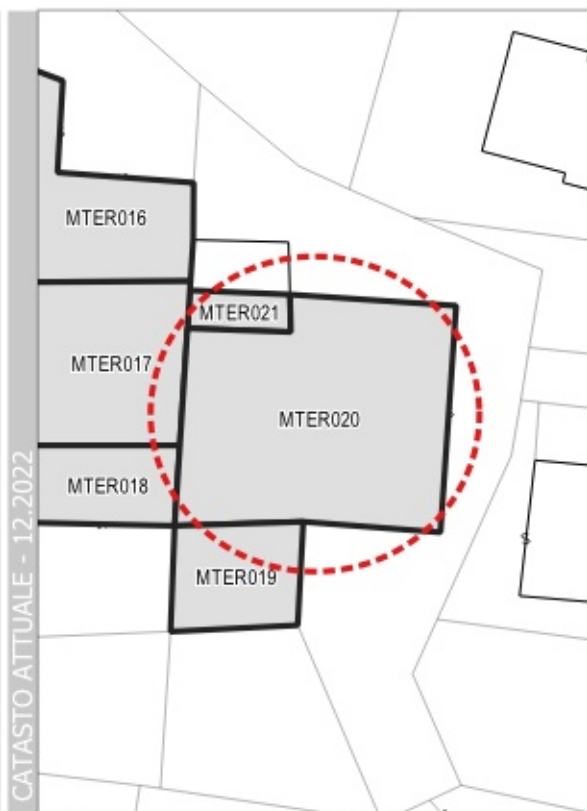 MTER016
MTER021
MTER017
MTER020
MTER018
MTER019
CATASTO ATTUALE - 12.2022